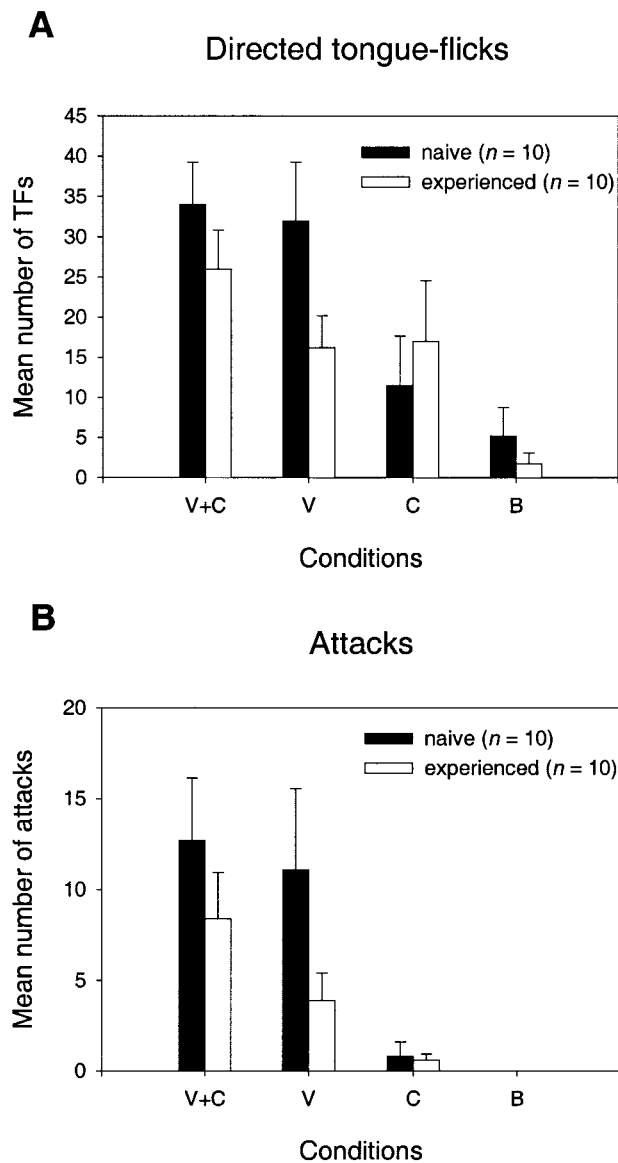 A
Directed tongue-flicks
45
40
35
30
25
20
15
10
5
0
Mean number of TFs
naive (n = 10)
experienced (n = 10)
V+C V C B
Conditions
B
Attacks
20
15
10
5
0
Mean number of attacks
naive (n = 10)
experienced (n = 10)
V+C V C B
Conditions